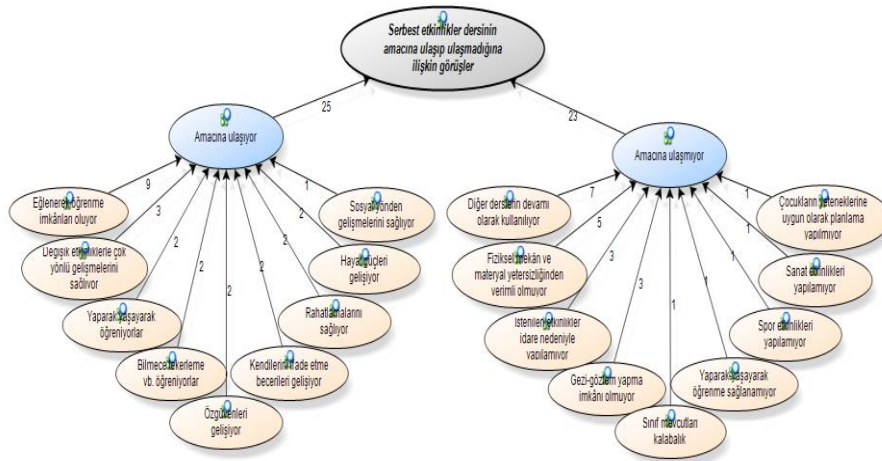 Serbest etkinlikler dersinin
amacına ulaşıp ulaşmadığına
ilişkin görüşler
25
23
Amacına ulaşıyor
Amacına ulaşmıyor
9
3
2
2
2
2
2
2
1
Eğlenerek öğrenme
imkânları oluyor
Değişik etkinliklerle çok
yönlü gelişmelerini
sağlıyor
Yaparak yaşayarak
öğreniyorlar
Bilmece tekerleme
vb. öğreniyorlar
Özgüvenleri
gelişiyor
Kendilerini ifade etme
becerileri gelişiyor
Rahatlamalarını
sağlıyor
Hayal güçleri
gelişiyor
Sosyal yönden
gelişmelerini sağlıyor
7
5
3
3
1
1
1
1
1
Diğer derslerin devamı
olarak kullanılıyor
Fiziksel mekân ve
materyal yetersizliğinden
verimli olmuyor
İstenilen etkinlikler
idare nedeniyle
yapılamıyor
Gezi-gözlem yapma
imkânı olmuyor
Sınıf mevcutları
kalabalık
Yaparak yaşayarak
öğrenme sağlanamıyor
Spor etkinlikleri
yapılamıyor
Sanat etkinlikleri
yapılamıyor
Çocukların yeteneklerine
uygun olarak planlama
yapılmıyor